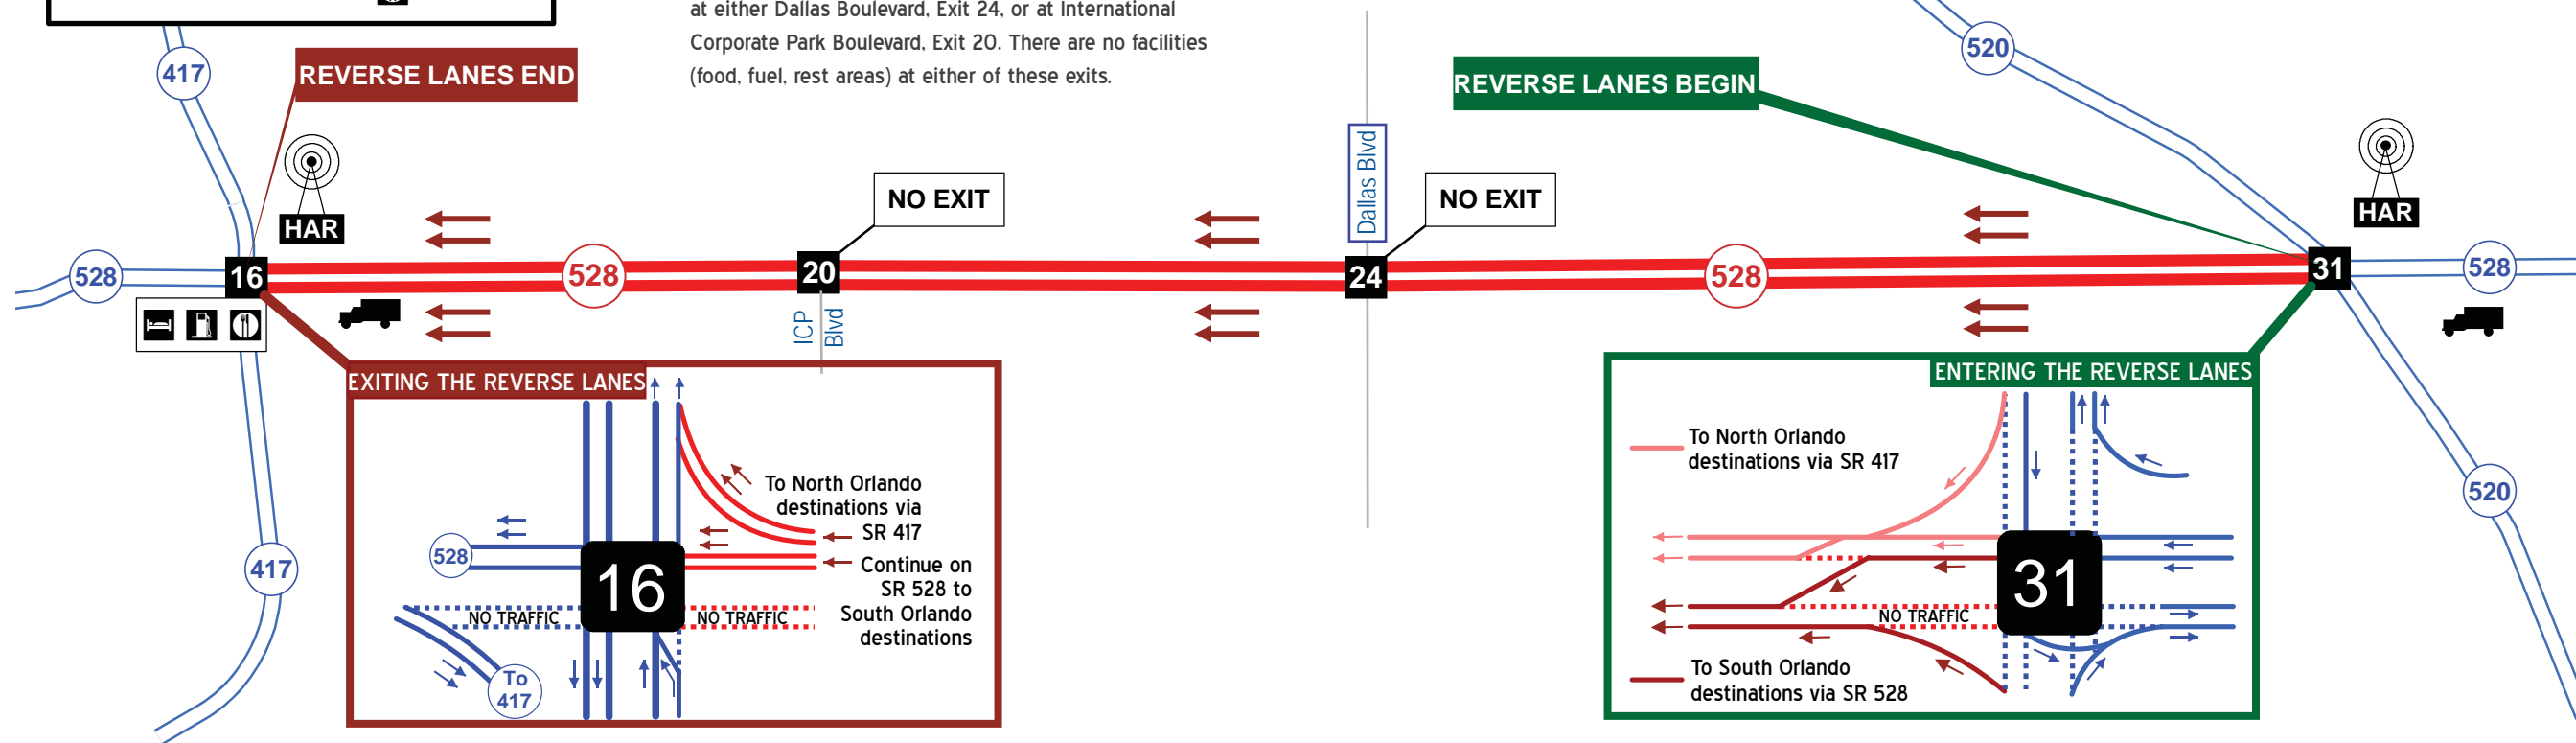 at either Dallas Boulevard, Exit 24, or at International
Corporate Park Boulevard, Exit 20. There are no facilities
(food, fuel, rest areas) at either of these exits.
417
REVERSE LANES END
REVERSE LANES BEGIN
520
HAR
HAR
NO EXIT
Dallas Blvd
NO EXIT
528
16
528
20
24
528
31
528
ICP
Blvd
EXITING THE REVERSE LANES
To North Orlando
destinations via
SR 417
528
16
Continue on
SR 528 to
South Orlando
destinations
NO TRAFFIC
NO TRAFFIC
To
417
417
ENTERING THE REVERSE LANES
To North Orlando
destinations via SR 417
31
NO TRAFFIC
To South Orlando
destinations via SR 528
520